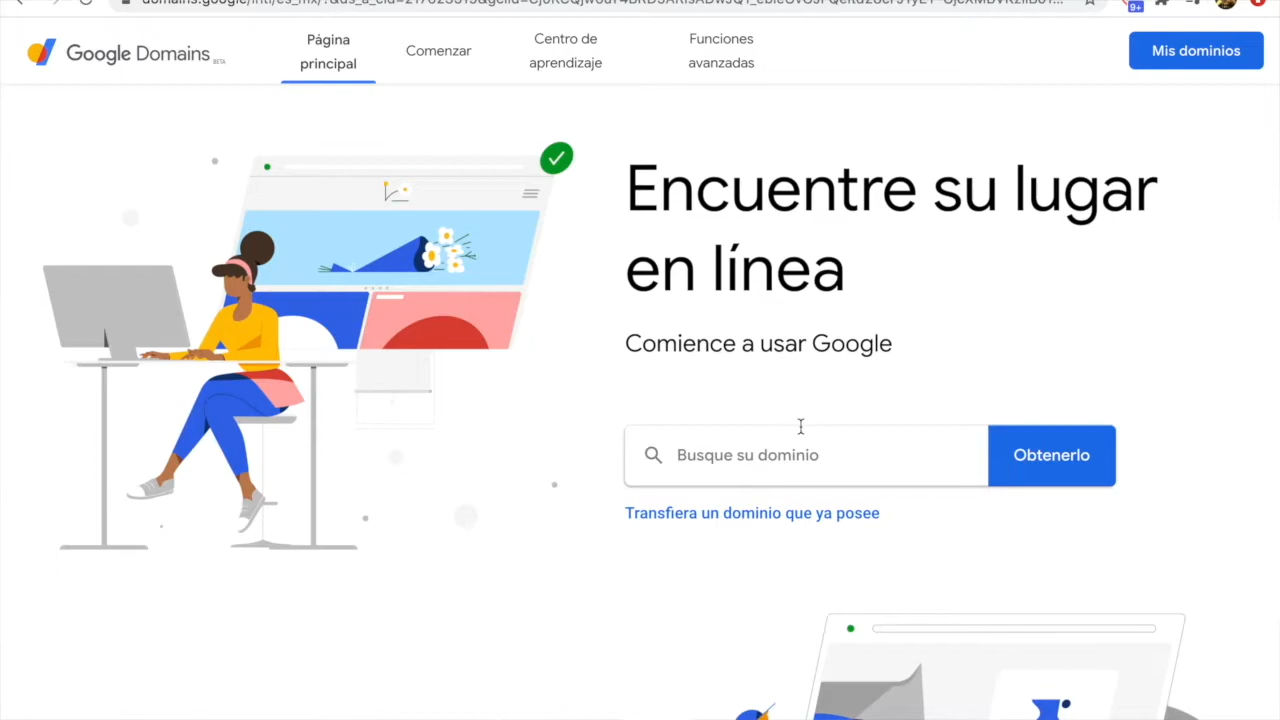 Google Domains BETA
Página
principal
Comenzar
Centro de
aprendizaje
Funciones
avanzadas
Mis dominios
9+
Encuentre su lugar
en línea
Comience a usar Google
Busque su dominio
Obtenerlo
Transfiera un dominio que ya posee